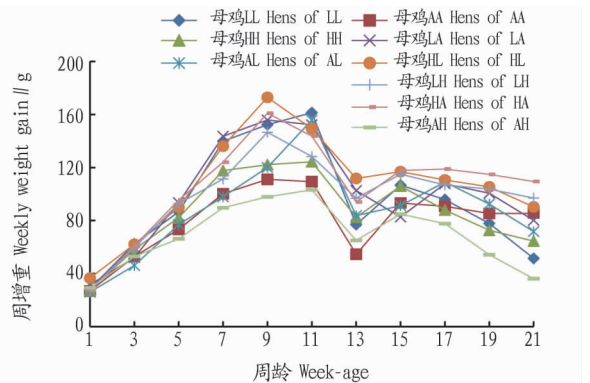 母鸡LL Hens of LL 母鸡AA Hens of AA
母鸡HH Hens of HH 母鸡LA Hens of LA
母鸡AL Hens of AL 母鸡HL Hens of HL
母鸡LH Hens of LH
母鸡HA Hens of HA
母鸡AH Hens of AH
周增重 Weekly weight gain∥g
200
160
120
80
40
0
1 3 5 7 9 11 13 15 17 19 21
周龄 Week-age